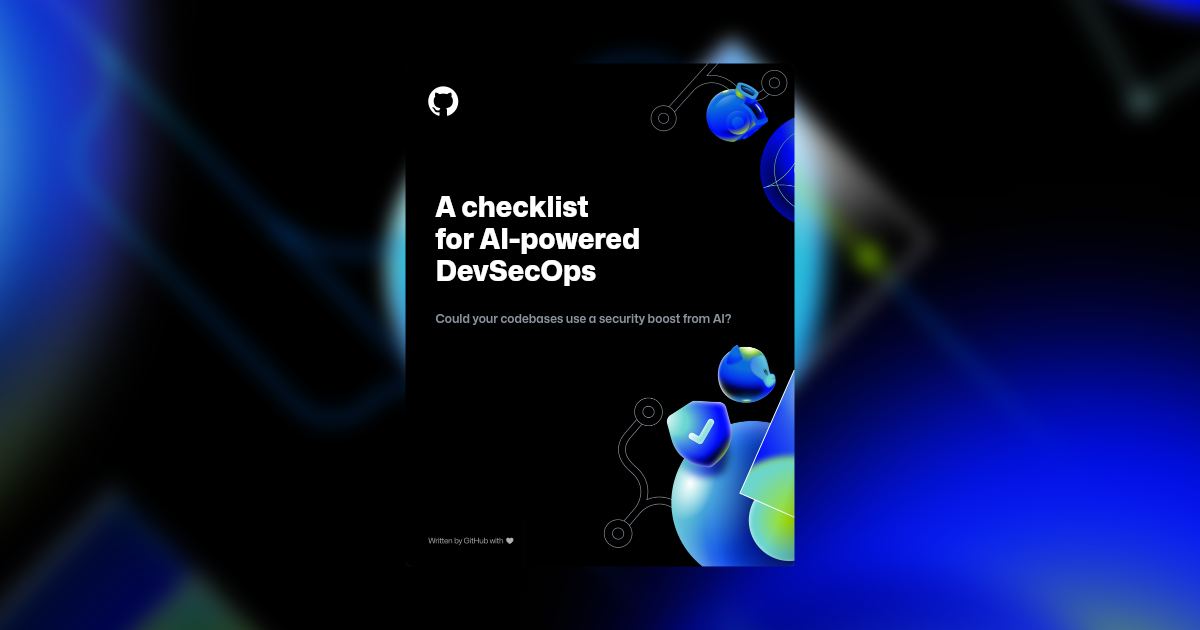 A checklist
for AI-powered
DevSecOps
Could your codebases use a security boost from AI?
Written by GitHub with